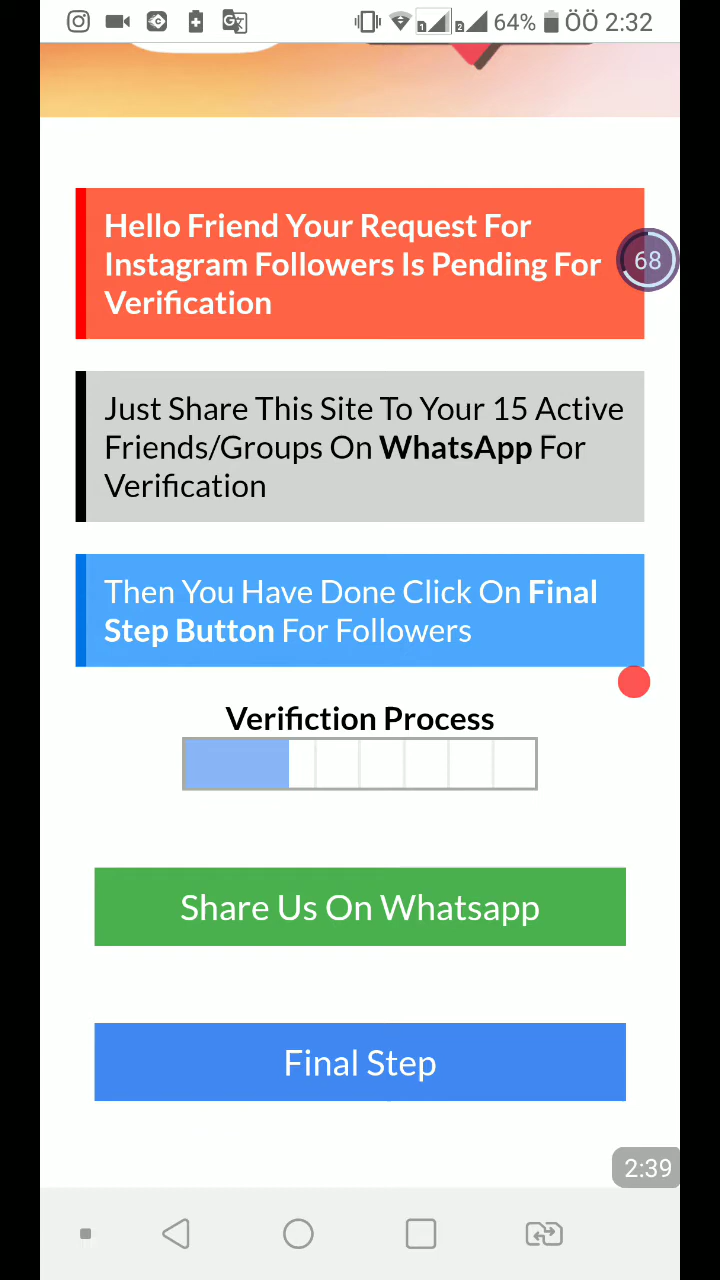 64% ÖÖ 2:32
Hello Friend Your Request For
Instagram Followers Is Pending For
Verification
68
Just Share This Site To Your 15 Active
Friends/Groups On WhatsApp For
Verification
Then You Have Done Click On Final
Step Button For Followers
Verifiction Process
Share Us On Whatsapp
Final Step
2:39